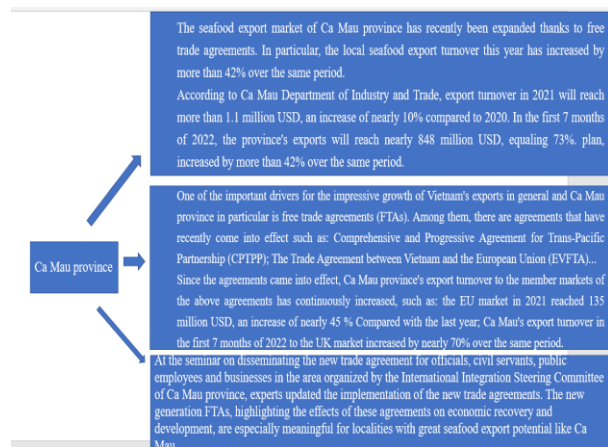 The seafood export market of Ca Mau province has recently been expanded thanks to free
trade agreements. In particular, the local seafood export turnover this year has increased by
more than 42% over the same period.
According to Ca Mau Department of Industry and Trade, export turnover in 2021 will reach
more than 1.1 million USD, an increase of nearly 10% compared to 2020. In the first 7 months
of 2022, the province's exports will reach nearly 848 million USD, equaling 73%. plan,
increased by more than 42% over the same period.
One of the important drivers for the impressive growth of Vietnam's exports in general and Ca Mau
province in particular is free trade agreements (FTAs). Among them, there are agreements that have
recently come into effect such as: Comprehensive and Progressive Agreement for Trans-Pacific
Partnership (CPTPP); The Trade Agreement between Vietnam and the European Union (EVFTA)...
Since the agreements came into effect, Ca Mau province's export turnover to the member markets of
the above agreements has continuously increased, such as: the EU market in 2021 reached 135
million USD, an increase of nearly 45 % Compared with the last year; Ca Mau's export turnover in
the first 7 months of 2022 to the UK market increased by nearly 70% over the same period.
Ca Mau province
At the seminar on disseminating the new trade agreement for officials, civil servants, public
employees and businesses in the area organized by the International Integration Steering Committee
of Ca Mau province, experts updated the implementation of the new trade agreements. The new
generation FTAs, highlighting the effects of these agreements on economic recovery and
development, are especially meaningful for localities with great seafood export potential like Ca
Mau